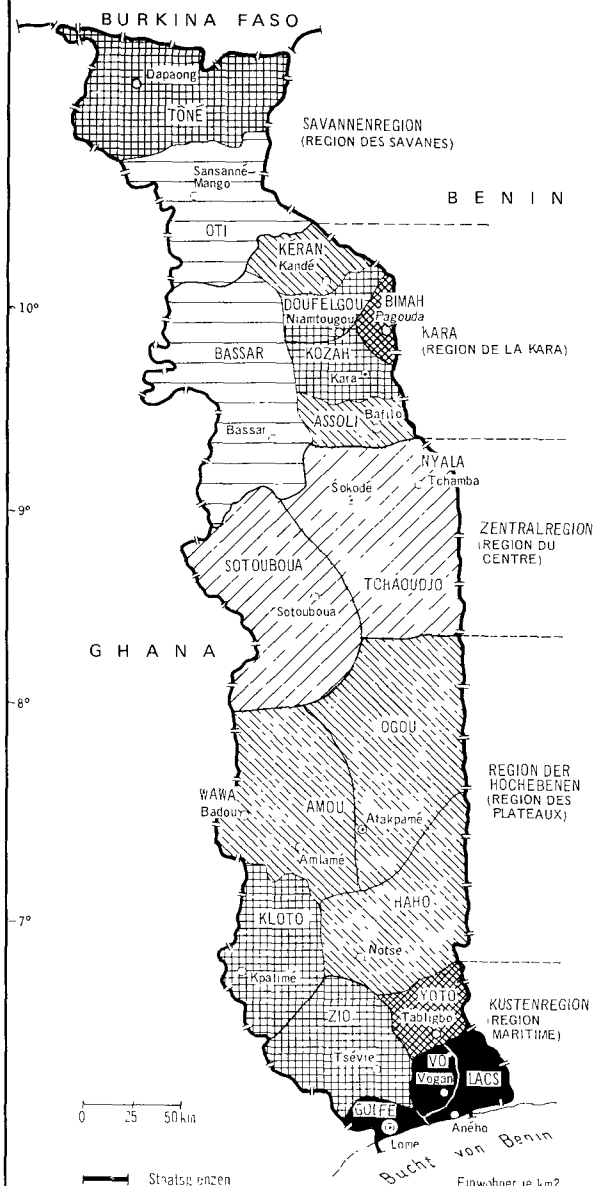 BURKINA FASO
Dapaong
TÔNE
SAVANNENREGION
(REGION DES SAVANES)
Sansanné-
Mango
BENIN
OTI
KERAN
Kandé
10°
DOUFELGOU
Niamtougou
BIMAH
Pagouda
KARA
(REGION DE LA KARA)
BASSAR
KOZAH
Kara
ASSOLI
Bafilo
Bassar
NYALA
Tchamba
Sokodé
9°
ZENTRALREGION
(REGION DU
CENTRE)
SOTOUBOUA
TCHAOUDJO
Sotouboua
GHANA
8°
OGOU
REGION DER
HOCHEBENEN
(REGION DES
PLATEAUX)
WAWA
Badou
AMOU
Atakpamé
Amlamé
HAHO
7°
KLOTO
Notse
Kpalimé
YOTO
Tabligbo
KUSTENREGION
(REGION
MARITIME)
ZIO
Tsévie
VO
Vogan
LACS
GOLFE
0 25 50 km
Lome
Aného
Bucht von Benin
Staatsgrenzen
Einwohner je km2